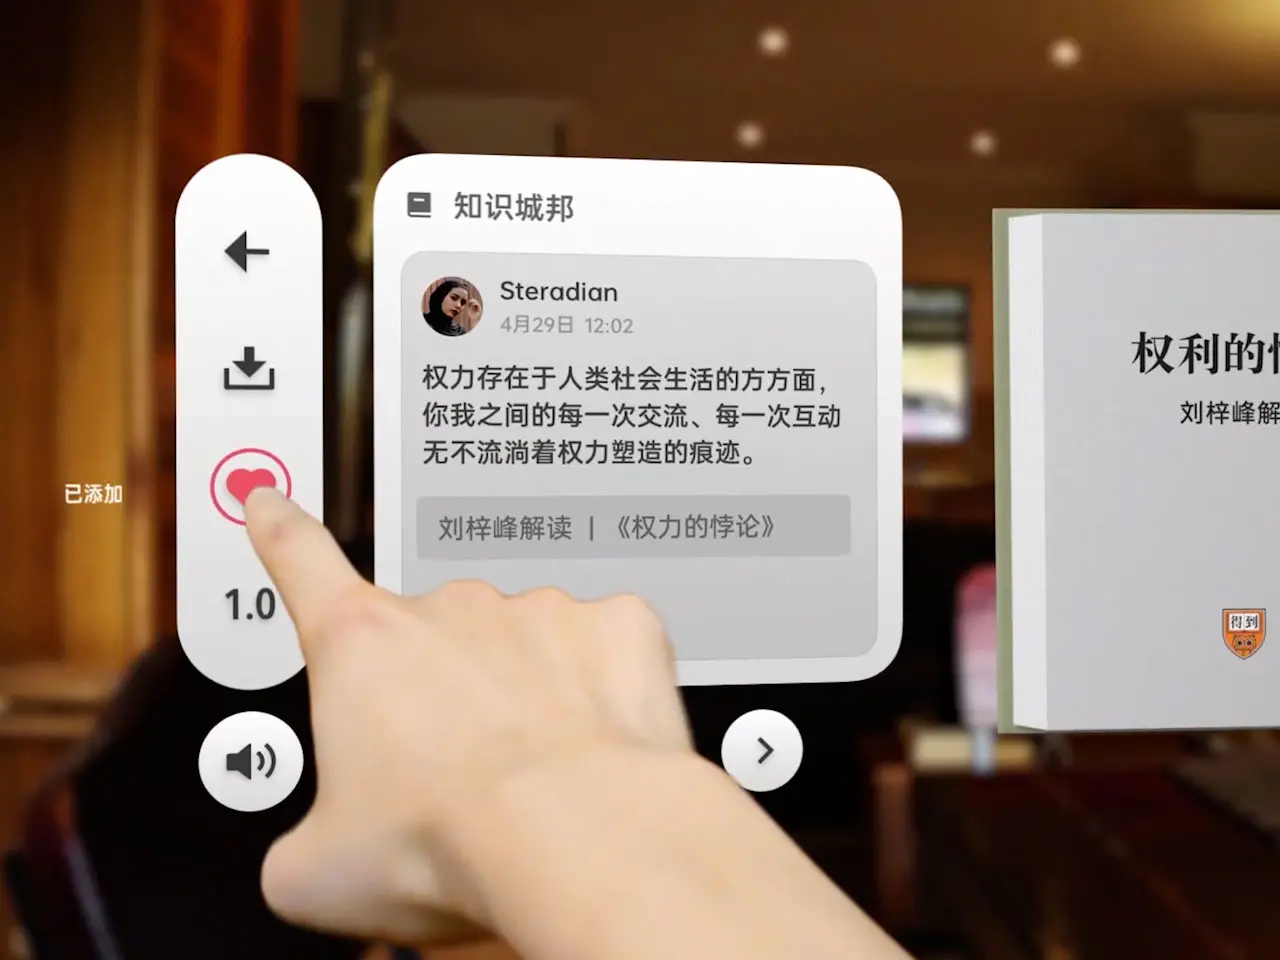 知识城邦
Steradian
4月29日 12:02
权力存在于人类社会生活的方方面，
你我之间的每一次交流、每一次互动
无不流淌着权力塑造的痕迹。
刘梓峰解读 | 《权力的悖论》
已添加
1.0
权利的
刘梓峰解
得到